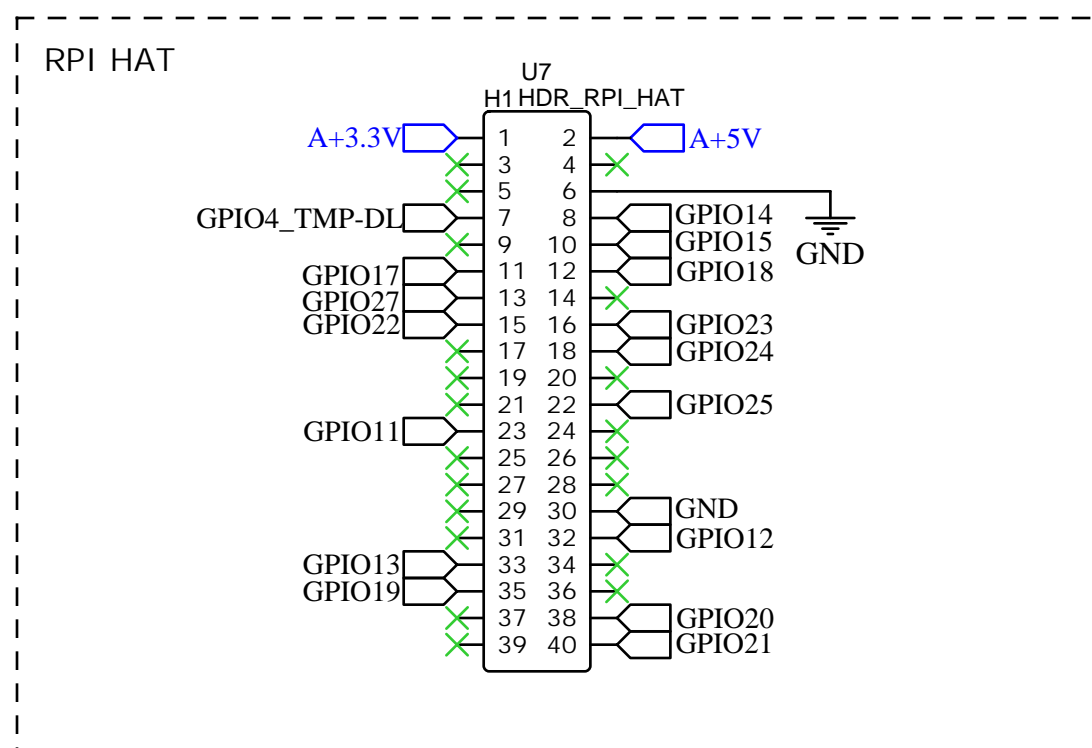 RPI HAT
U7
H1 HDR_RPI_HAT
A+3.3V 1 2 A+5V
3 4
5 6
GPIO4_TMP-DL 7 8 GPIO14
9 10 GPIO15
GND
GPIO17 11 12 GPIO18
GPIO27 13 14
GPIO22 15 16 GPIO23
17 18 GPIO24
19 20
21 22 GPIO25
GPIO11 23 24
25 26
27 28
29 30 GND
31 32 GPIO12
GPIO13 33 34
GPIO19 35 36
37 38 GPIO20
39 40 GPIO21